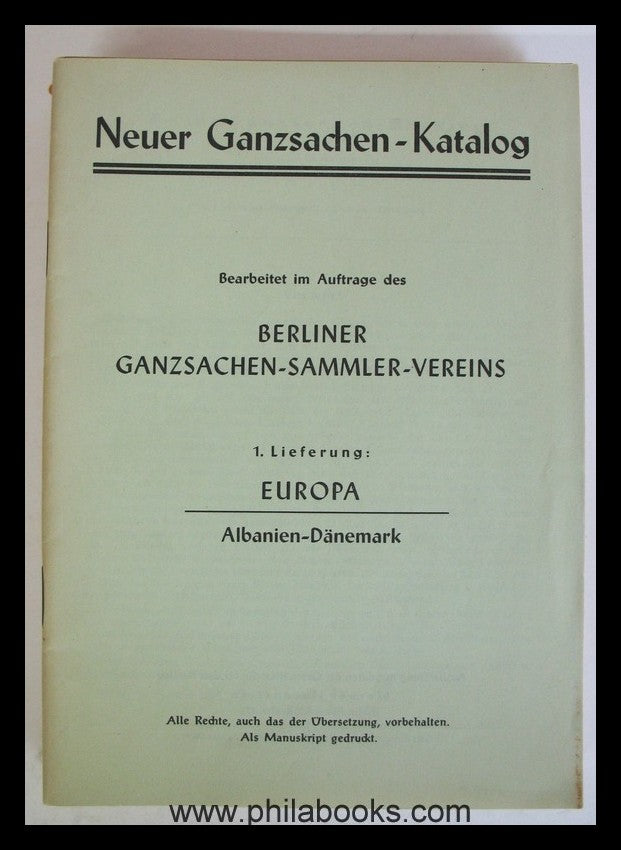 Neuer Ganzsachen-Katalog
Bearbeitet im Auftrage des
BERLINER
GANZSACHEN-SAMMLER-VEREINS
1. Lieferung:
EUROPA
Albanien-Dänemark
Alle Rechte, auch das der Übersetzung, vorbehalten.
Als Manuskript gedruckt.
www.philabooks.com